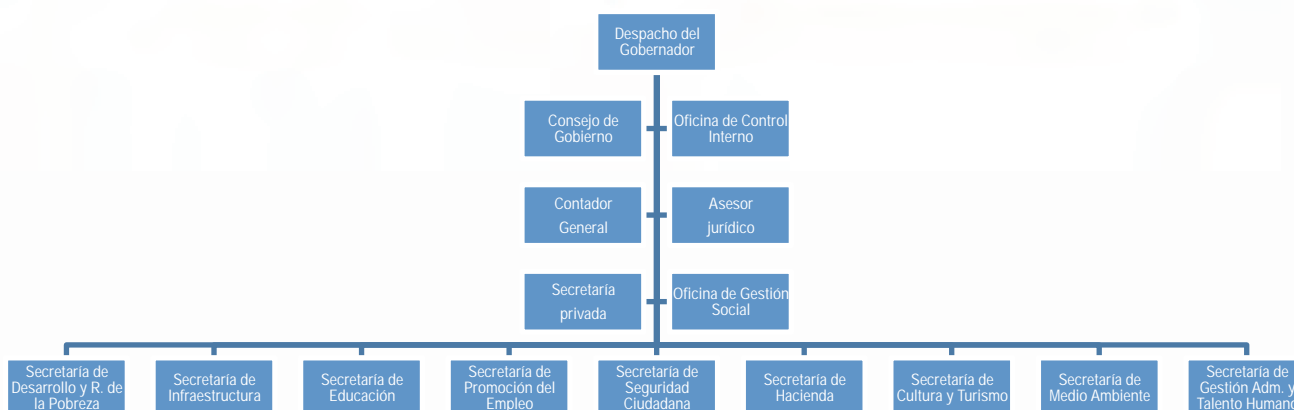 Despacho del
Gobernador
Consejo de
Gobierno
Oficina de Control
Interno
Contador
General
Asesor
jurídico
Secretaría
privada
Oficina de Gestión
Social
Secretaría de
Desarrollo y R. de
la Pobreza
Secretaría de
Infraestructura
Secretaría de
Educación
Secretaría de
Promoción del
Empleo
Secretaría de
Seguridad
Ciudadana
Secretaría de
Hacienda
Secretaría de
Cultura y Turismo
Secretaría de
Medio Ambiente
Secretaría de
Gestión Adm. y
Talento Humano